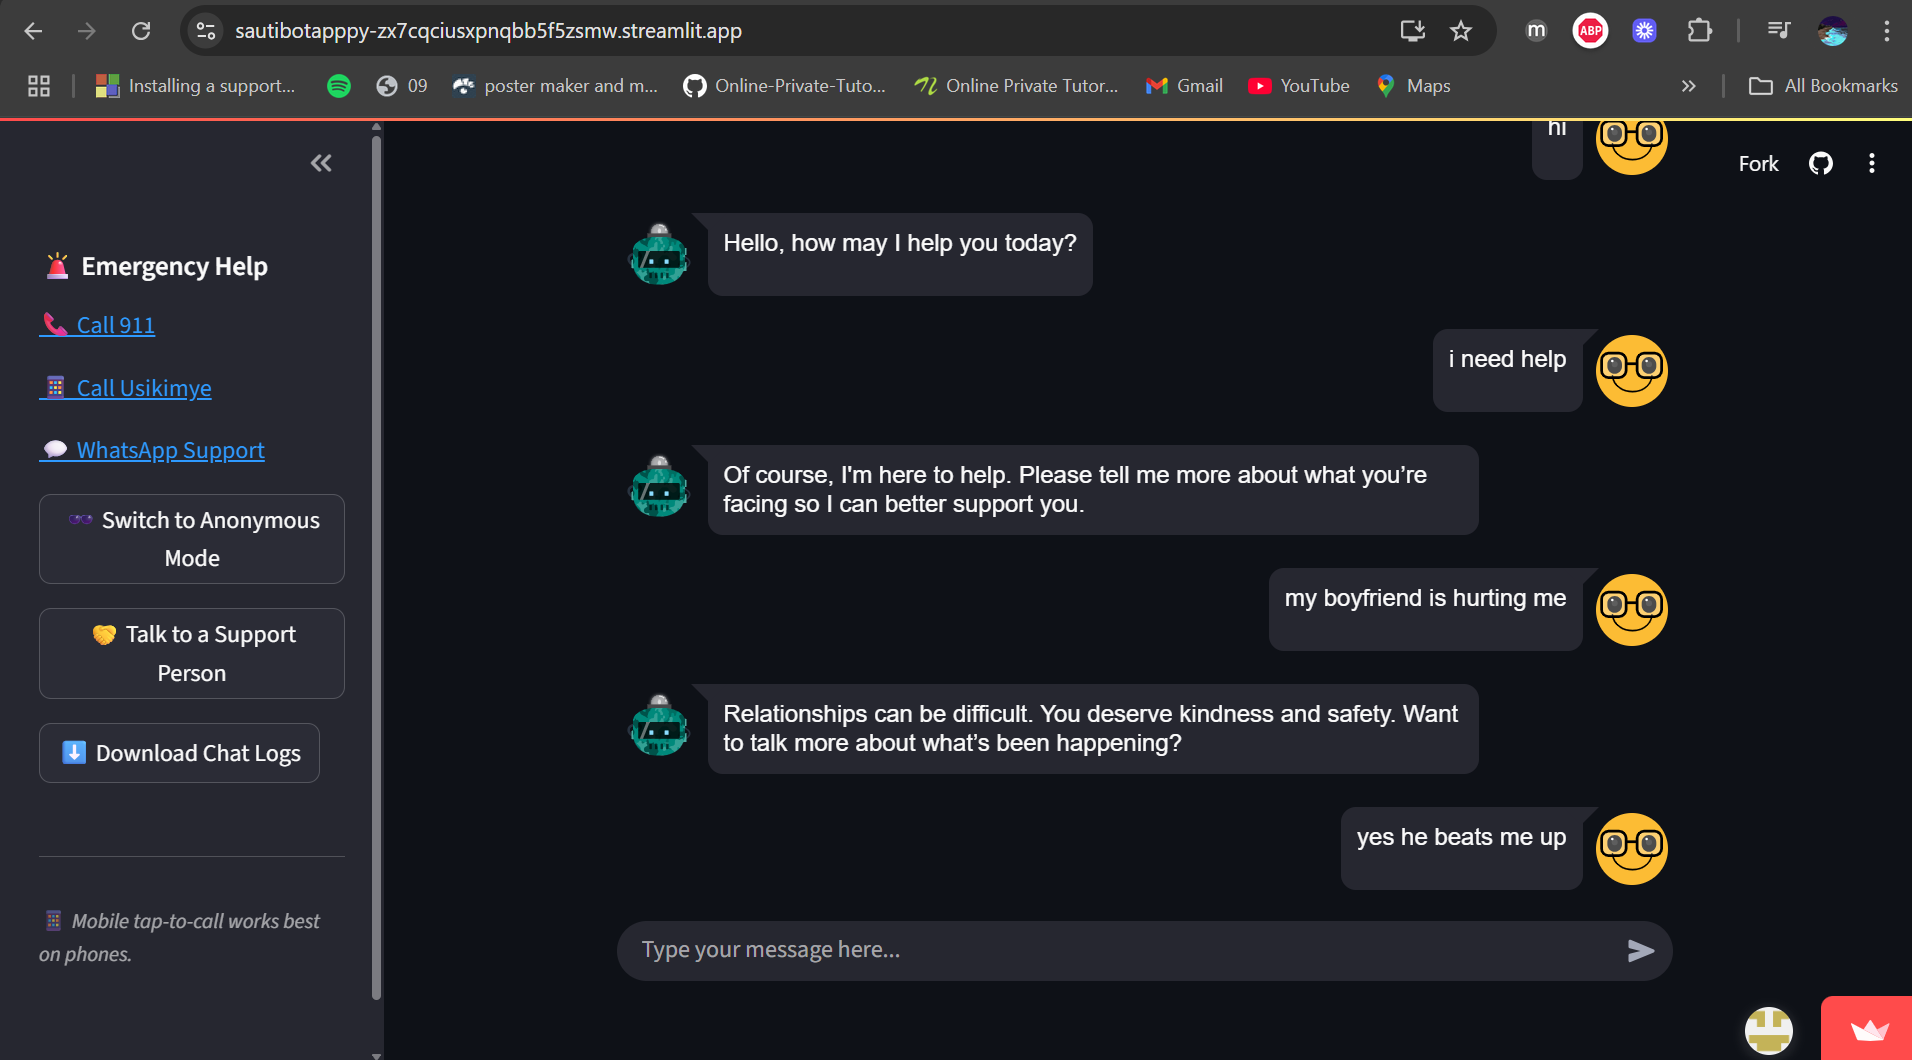 sautibotapppy-zx7cqciusxpnqbb5f5zsmw.streamlit.app
m
ABP
Installing a support...
09
poster maker and m...
Online-Private-Tuto...
Online Private Tutor...
Gmail
YouTube
Maps
All Bookmarks
Emergency Help
Call 911
Call Usikimye
WhatsApp Support
Switch to Anonymous
Mode
Talk to a Support
Person
Download Chat Logs
Mobile tap-to-call works best
on phones.
Fork
hi
Hello, how may I help you today?
i need help
Of course, I'm here to help. Please tell me more about what you’re
facing so I can better support you.
my boyfriend is hurting me
Relationships can be difficult. You deserve kindness and safety. Want
to talk more about what’s been happening?
yes he beats me up
Type your message here...